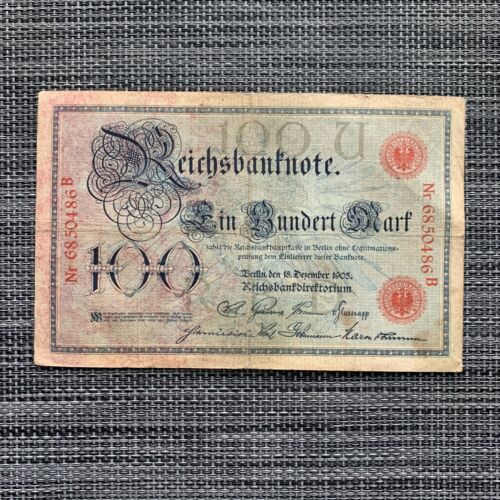 100 U
Reichsbanknote.
Ein Hundert Mark
zahlt die Reichsbankhauptkasse in Berlin ohne Legitimations-
prüfung dem Einlieferer dieser Banknote.
Berlin, den 18. Dezember 1905.
Reichsbankdirektorium
100
Nr 6850486 B
Nr 6850486 B